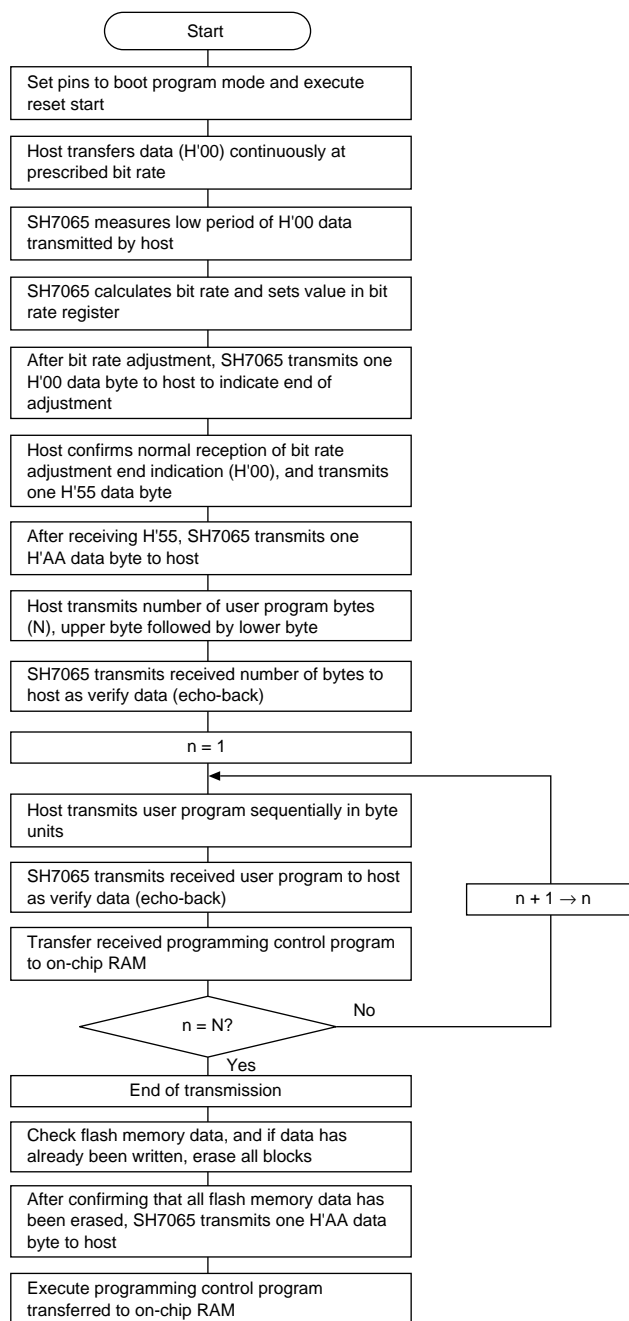 Start
Set pins to boot program mode and execute
reset start
Host transfers data (H'00) continuously at
prescribed bit rate
SH7065 measures low period of H'00 data
transmitted by host
SH7065 calculates bit rate and sets value in bit
rate register
After bit rate adjustment, SH7065 transmits one
H'00 data byte to host to indicate end of
adjustment
Host confirms normal reception of bit rate
adjustment end indication (H'00), and transmits
one H'55 data byte
After receiving H'55, SH7065 transmits one
H'AA data byte to host
Host transmits number of user program bytes
(N), upper byte followed by lower byte
SH7065 transmits received number of bytes to
host as verify data (echo-back)
n = 1
Host transmits user program sequentially in byte
units
SH7065 transmits received user program to host
as verify data (echo-back)
n + 1 → n
Transfer received programming control program
to on-chip RAM
n = N?
No
Yes
End of transmission
Check flash memory data, and if data has
already been written, erase all blocks
After confirming that all flash memory data has
been erased, SH7065 transmits one H'AA data
byte to host
Execute programming control program
transferred to on-chip RAM